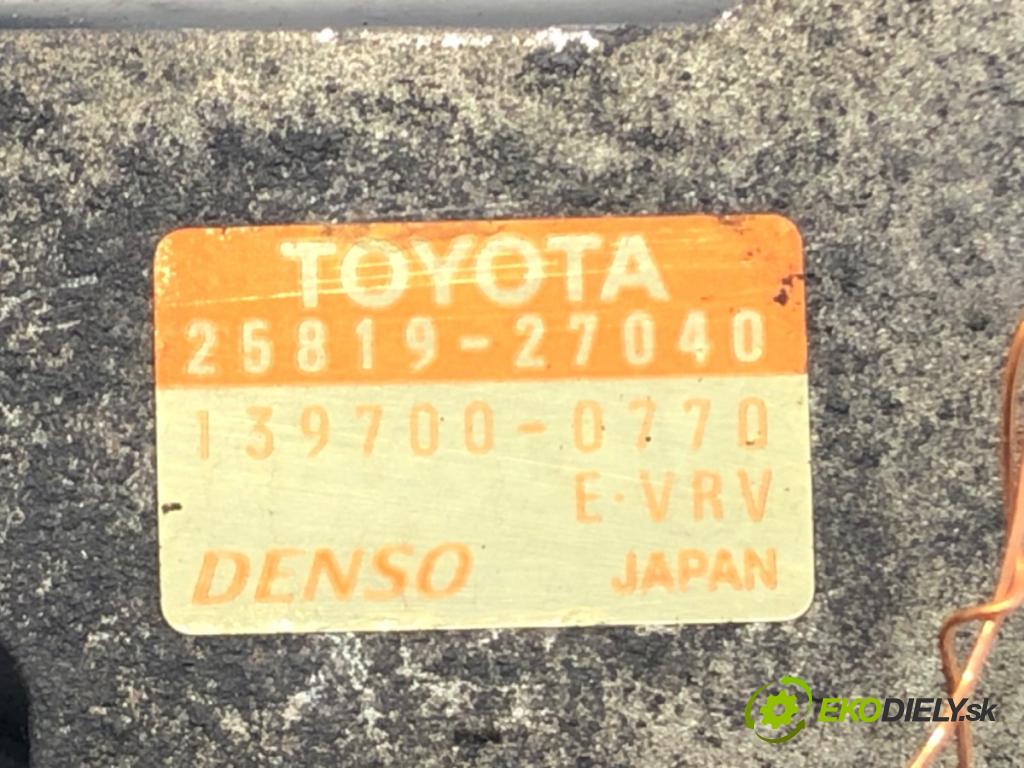 TOYOTA
25819-27040
139700-0770
E·VRV
DENSO JAPAN
EKODIELY.sk